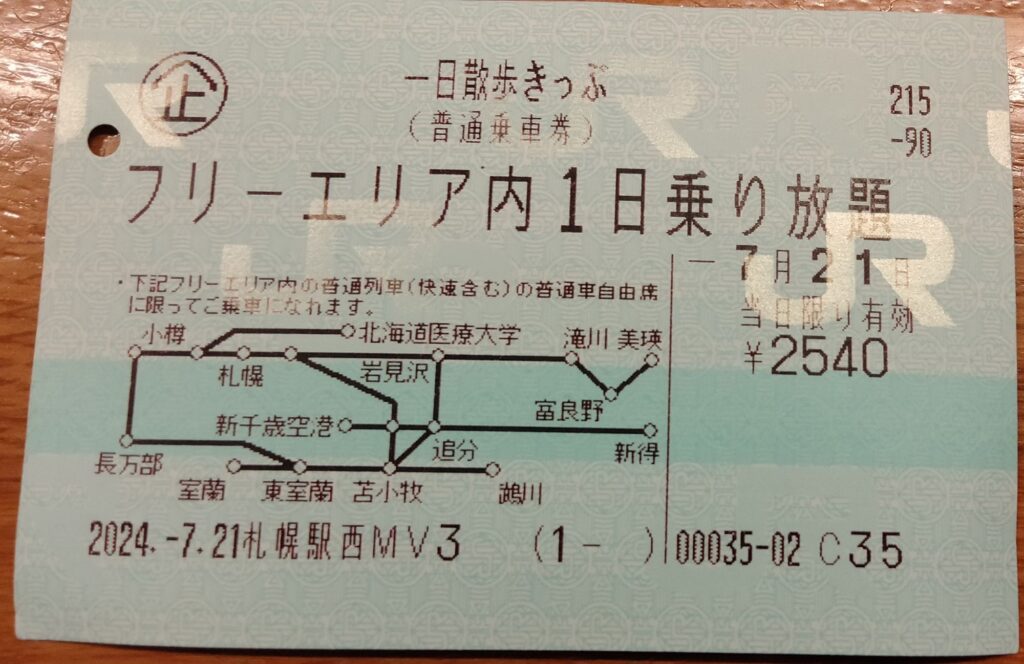 企
一日散歩きっぷ
215
(普通乗車券)
-90
フリーエリア内1日乗り放題
- 7月21日
・下記フリーエリア内の普通列車(快速含む)の普通車自由席
に限ってご乗車になれます。
当日限り有効
¥2540
小樽
北海道医療大学
滝川 美瑛
札幌
岩見沢
富良野
新千歳空港
追分
新得
長万部
室蘭 東室蘭 苫小牧 鵡川
2024.-7.21札幌駅西MV3 (1- ) 00035-02 C35
JR
JR